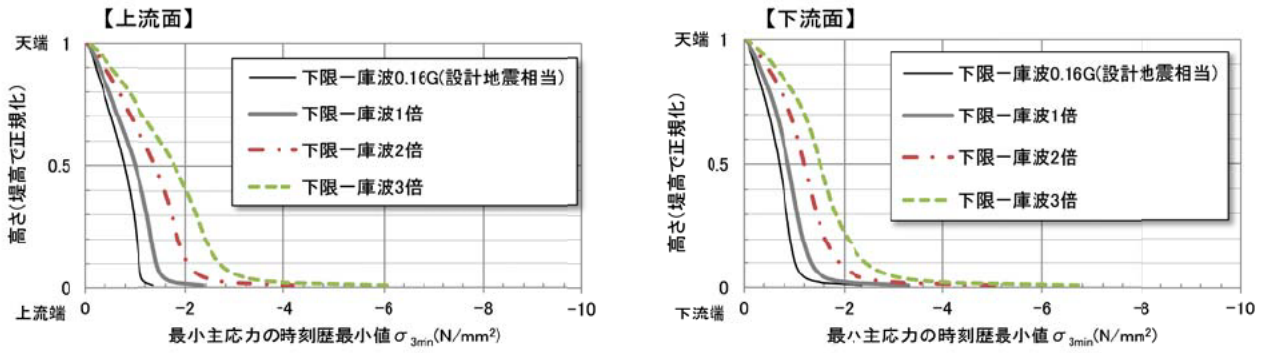 【上流面】
天端 1
0.5
0
上流端
高さ(堤高で正規化)
下限一庫波0.16G(設計地震相当)
下限一庫波1倍
下限一庫波2倍
下限一庫波3倍
0 -2 -4 -6 -8 -10
最小主応力の時刻歴最小値σ3min(N/mm²)
【下流面】
天端 1
0.5
0
下流端
高さ(堤高で正規化)
下限一庫波0.16G(設計地震相当)
下限一庫波1倍
下限一庫波2倍
下限一庫波3倍
0 -2 -4 -6 -8 -10
最小主応力の時刻歴最小値σ3min(N/mm²)